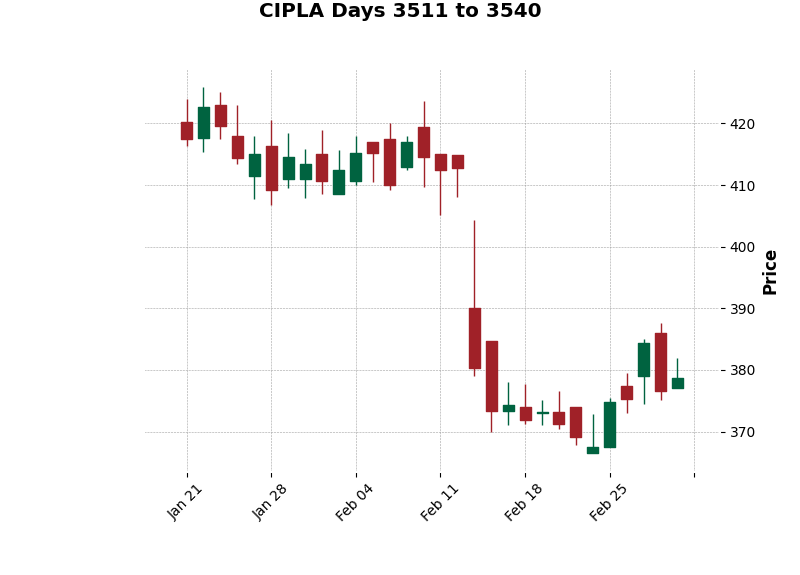 CIPLA Days 3511 to 3540
420
410
400
390
380
370
Price
Jan 21
Jan 28
Feb 04
Feb 11
Feb 18
Feb 25